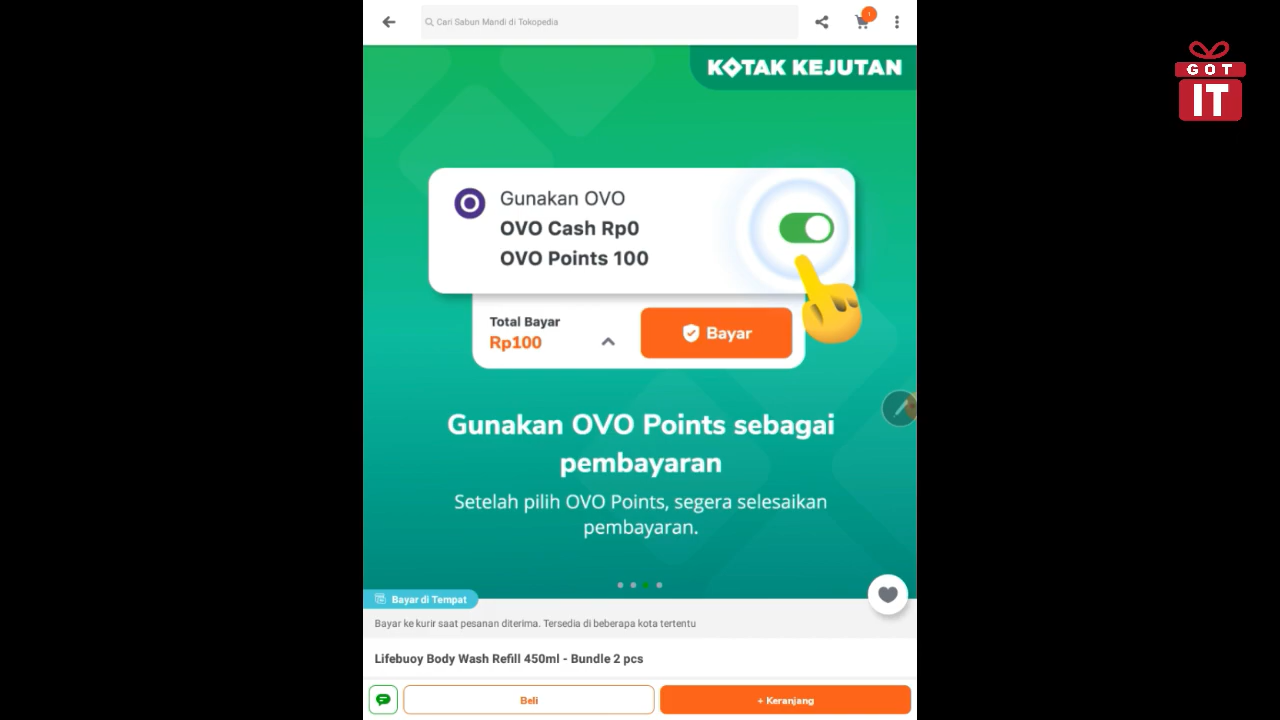 Cari Sabun Mandi di Tokopedia
1
KOTAK KEJUTAN
GOT
IT
Gunakan OVO
OVO Cash Rp0
OVO Points 100
Total Bayar
Rp100
Bayar
Gunakan OVO Points sebagai
pembayaran
Setelah pilih OVO Points, segera selesaikan
pembayaran.
Bayar di Tempat
Bayar ke kurir saat pesanan diterima. Tersedia di beberapa kota tertentu
Lifebuoy Body Wash Refill 450ml - Bundle 2 pcs
Beli
+ Keranjang